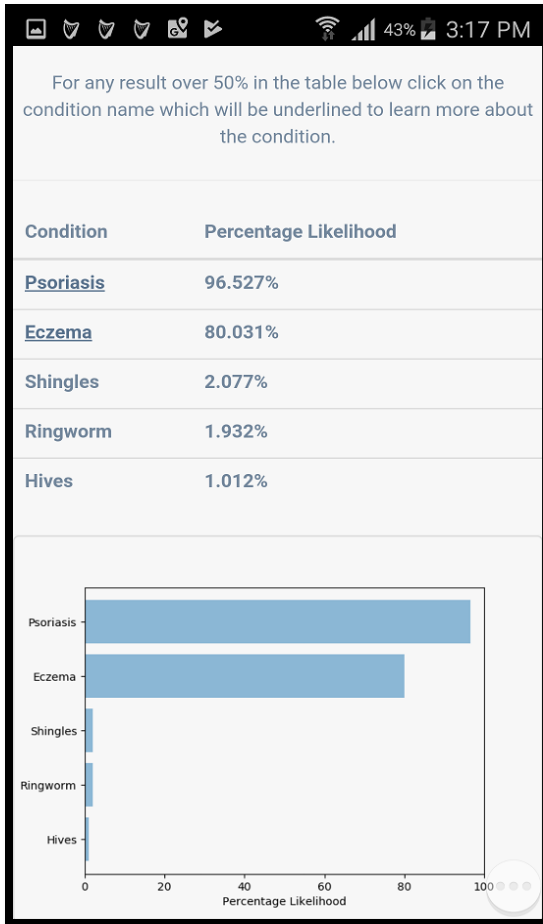 43% 3:17 PM
For any result over 50% in the table below click on the
condition name which will be underlined to learn more about
the condition.
Condition Percentage Likelihood
Psoriasis 96.527%
Eczema 80.031%
Shingles 2.077%
Ringworm 1.932%
Hives 1.012%
Psoriasis
Eczema
Shingles
Ringworm
Hives
0 20 40 60 80 100
Percentage Likelihood